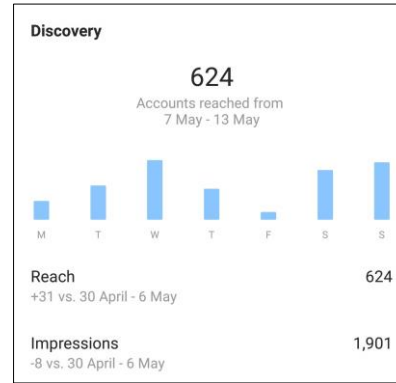 Discovery
624
Accounts reached from
7 May - 13 May
M T W T F S S
Reach 624
+31 vs. 30 April - 6 May
Impressions 1,901
-8 vs. 30 April - 6 May